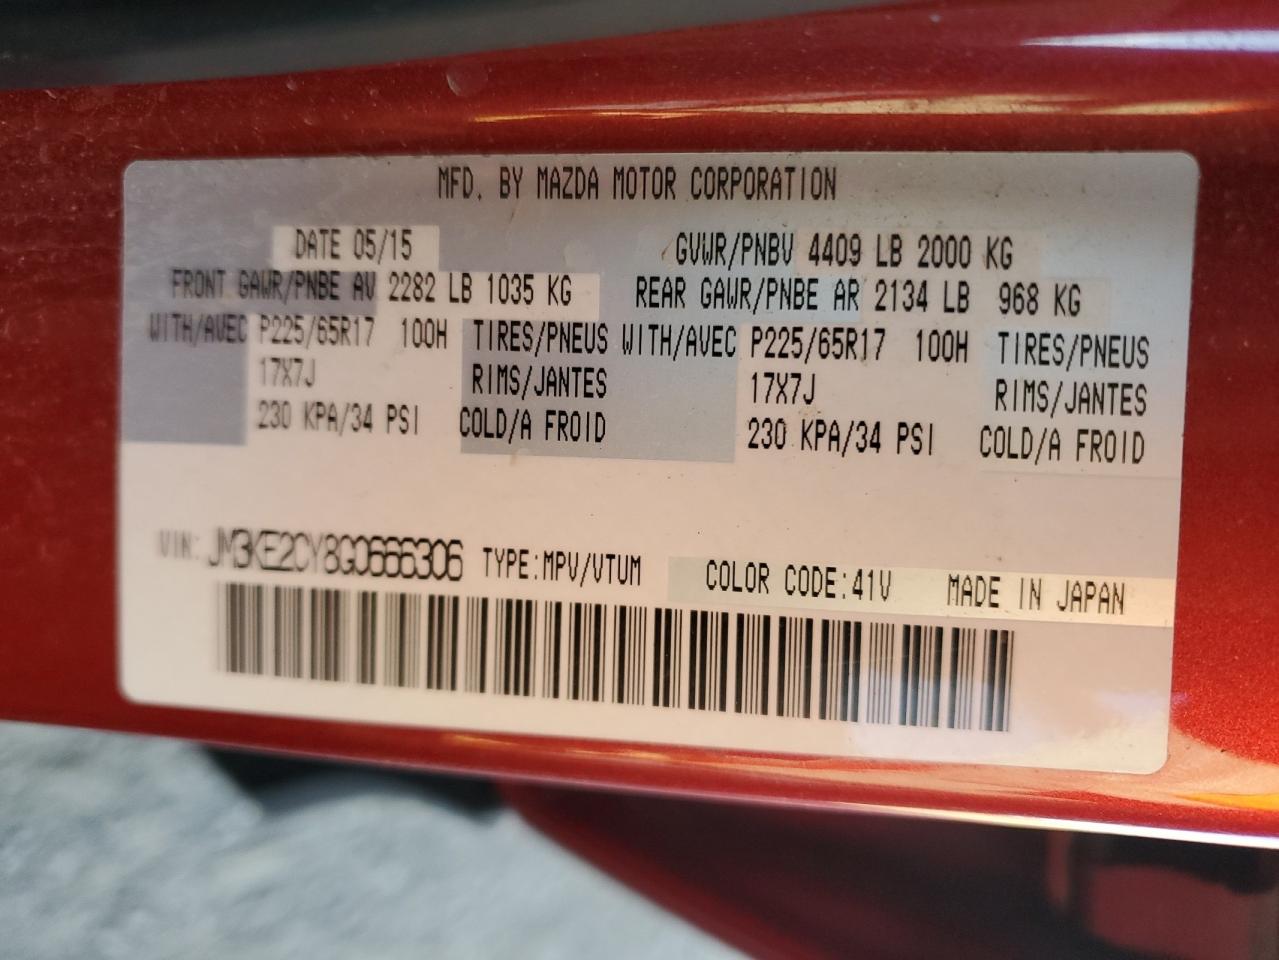 MFD. BY MAZDA MOTOR CORPORATION
DATE 05/15 GVWR/PNBV 4409 LB 2000 KG
FRONT GAWR/PNBE AV 2282 LB 1035 KG REAR GAWR/PNBE AR 2134 LB 968 KG
WITH/AVEC P225/65R17 100H TIRES/PNEUS WITH/AVEC P225/65R17 100H TIRES/PNEUS
17X7J RIMS/JANTES 17X7J RIMS/JANTES
230 KPA/34 PSI COLD/A FROID 230 KPA/34 PSI COLD/A FROID
VIN: JM3KE2CY8G0666306 TYPE:MPV/VTUM COLOR CODE:41V MADE IN JAPAN